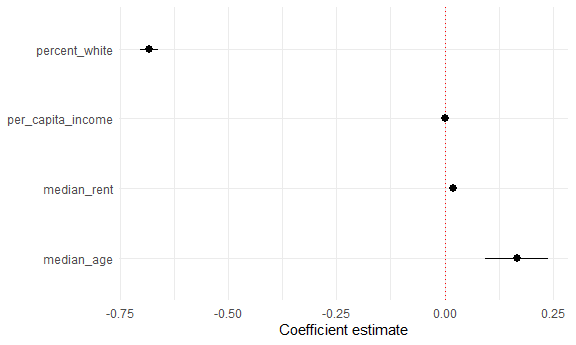 percent_white
per_capita_income
median_rent
median_age
-0.75
-0.50
-0.25
0.00
0.25
Coefficient estimate